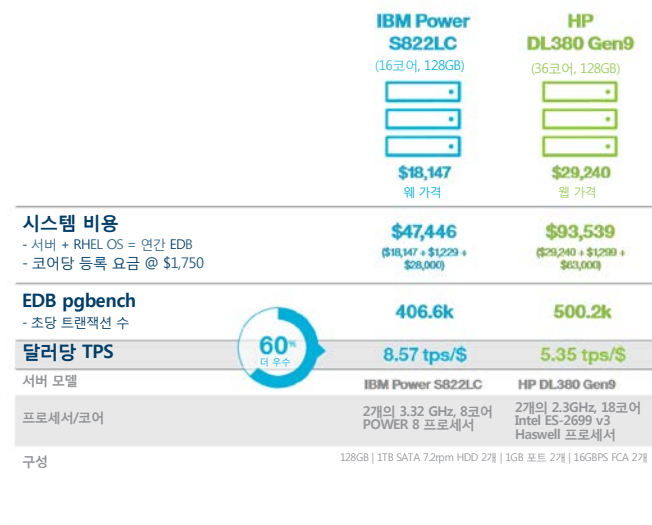 IBM Power
S822LC
(16코어, 128GB)
HP
DL380 Gen9
(36코어, 128GB)
$18,147
웨 가격
$29,240
웹 가격
시스템 비용
- 서버 + RHEL OS = 연간 EDB
- 코어당 등록 요금 @ $1,750
$47,446
($18,147 + $1,229 +
$28,000)
$93,539
($29,240 + $1,299 +
$63,000)
EDB pgbench
- 초당 트랜잭션 수
406.6k
500.2k
달러당 TPS
60%
더 우수
8.57 tps/$
5.35 tps/$
서버 모델
IBM Power S822LC
HP DL380 Gen9
프로세서/코어
2개의 3.32 GHz, 8코어
POWER 8 프로세서
2개의 2.3GHz, 18코어
Intel ES-2699 v3
Haswell 프로세서
구성
128GB | 1TB SATA 7.2rpm HDD 2개 | 1GB 포트 2개 | 16GBPS FCA 2개